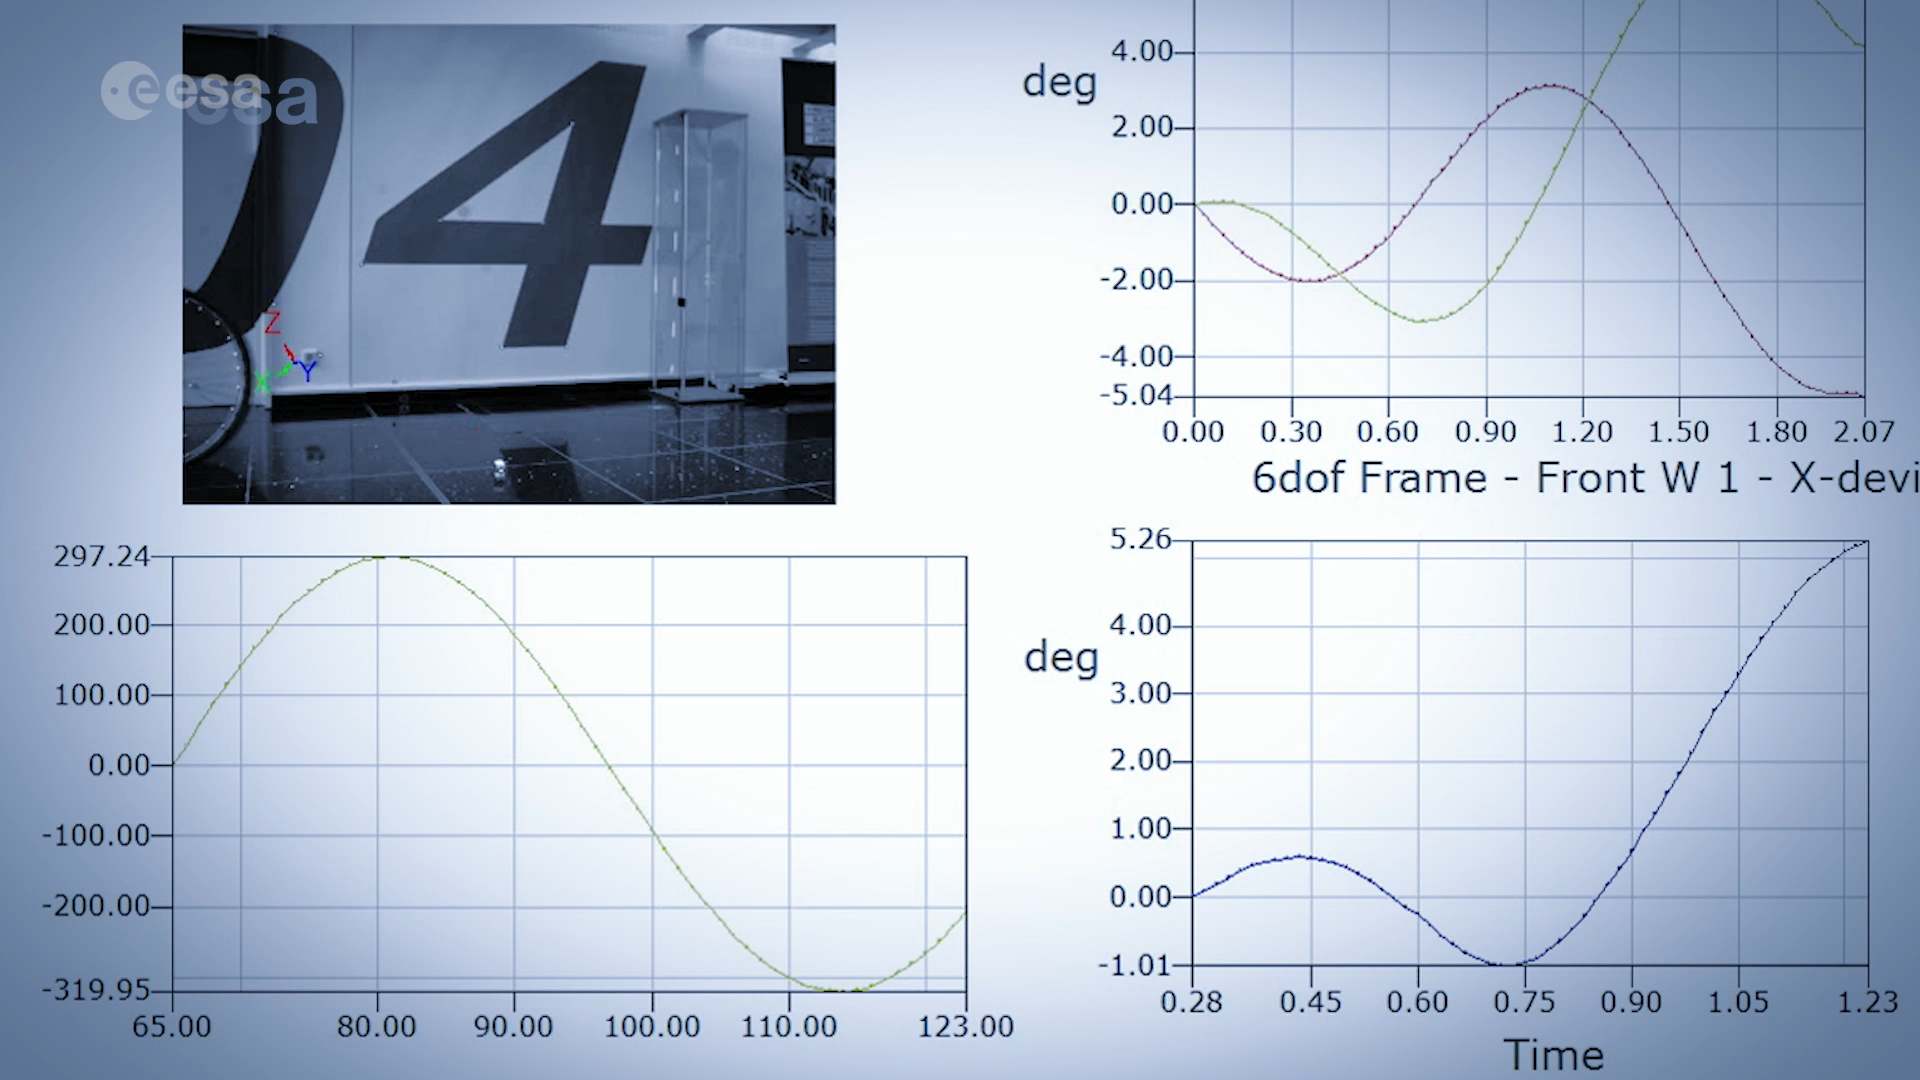 esa
esa
04
Z
X
Y
deg
4.00
2.00
0.00
-2.00
-4.00
-5.04
0.00 0.30 0.60 0.90 1.20 1.50 1.80 2.07
6dof Frame - Front W 1 - X-devi
297.24
200.00
100.00
0.00
-100.00
-200.00
-319.95
65.00 80.00 90.00 100.00 110.00 123.00
deg
5.26
4.00
3.00
2.00
1.00
0.00
-1.01
0.28 0.45 0.60 0.75 0.90 1.05 1.23
Time